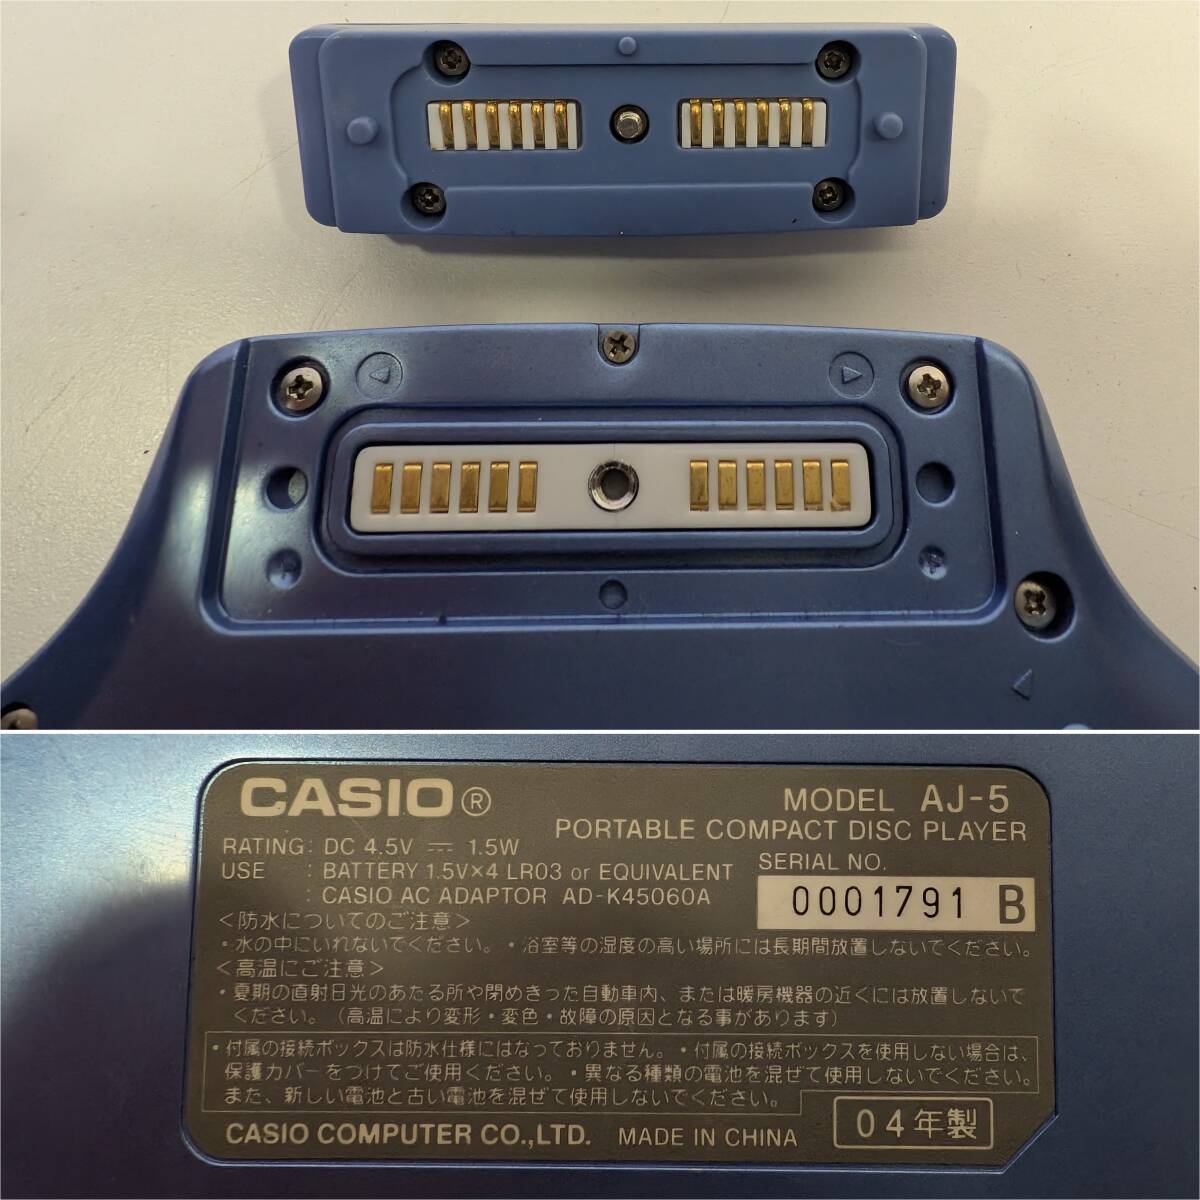 CASIO®
MODEL AJ-5
PORTABLE COMPACT DISC PLAYER
RATING: DC 4.5V ⎓ 1.5W
USE : BATTERY 1.5V×4 LR03 or EQUIVALENT
: CASIO AC ADAPTOR AD-K45060A
SERIAL NO.
0001791 B
<防水についてのご注意>
・水の中にいれないでください。・浴室等の湿度の高い場所には長期間放置しないでください。
<高温にご注意>
・夏期の直射日光のあたる所や閉めきった自動車内、または暖房機器の近くには放置しないで
ください。(高温により変形・変色・故障の原因となる事があります)
・付属の接続ボックスは防水仕様にはなっておりません。・付属の接続ボックスを使用しない場合は、
保護カバーをつけてご使用ください。・異なる種類の電池を混ぜて使用しないでください。
また、新しい電池と古い電池を混ぜて使用しないでください。
CASIO COMPUTER CO.,LTD. MADE IN CHINA
04年製